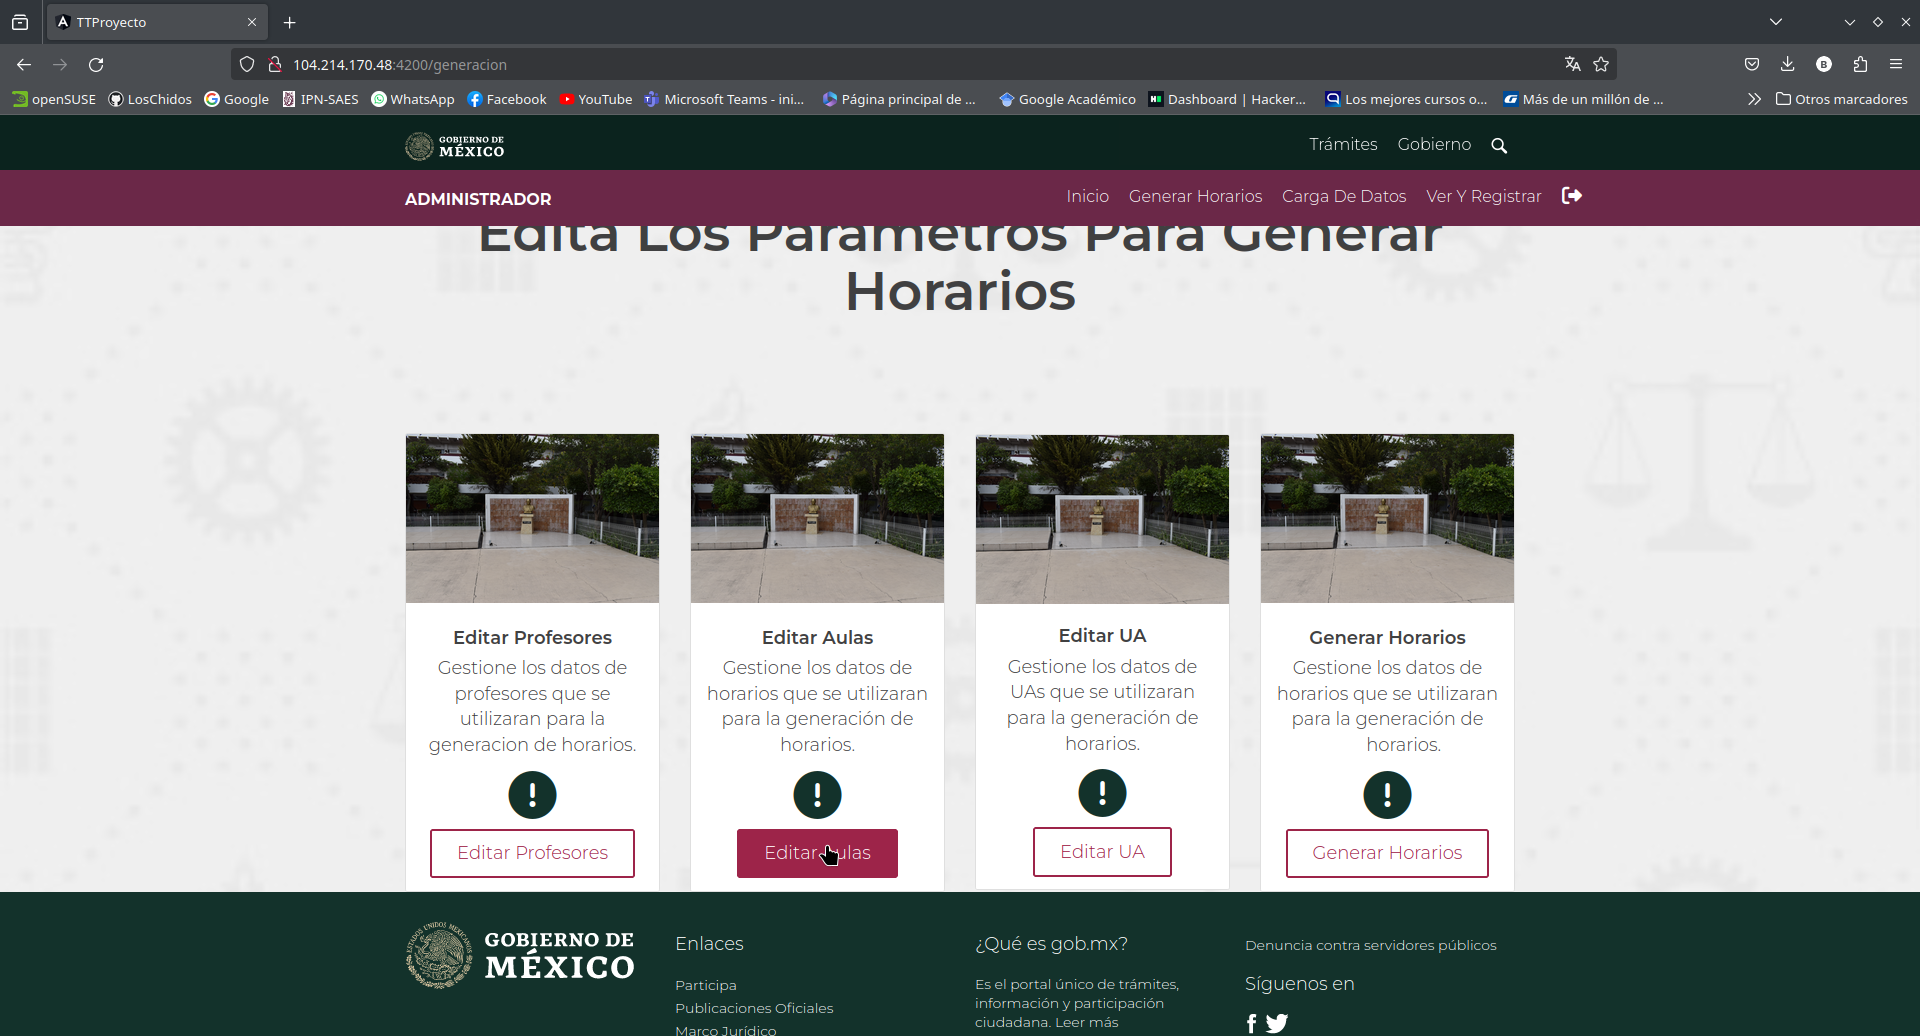 TTProyecto
104.214.170.48:4200/generacion
openSUSE LosChidos Google IPN-SAES WhatsApp Facebook YouTube Microsoft Teams - ini... Página principal de ... Google Académico Dashboard | Hacker... Los mejores cursos o... Más de un millón de ... Otros marcadores
GOBIERNO DE
MÉXICO
Trámites Gobierno
ADMINISTRADOR
Inicio Generar Horarios Carga De Datos Ver Y Registrar
Edita Los Parametros Para Generar
Horarios
Editar Profesores
Gestione los datos de
profesores que se
utilizaran para la
generacion de horarios.
!
Editar Profesores
Editar Aulas
Gestione los datos de
horarios que se utilizaran
para la generación de
horarios.
!
Editar Aulas
Editar UA
Gestione los datos de
UAs que se utilizaran
para la generación de
horarios.
!
Editar UA
Generar Horarios
Gestione los datos de
horarios que se utilizaran
para la generación de
horarios.
!
Generar Horarios
ESTADOS UNIDOS MEXICANOS
GOBIERNO DE
MÉXICO
Enlaces
Participa
Publicaciones Oficiales
Marco Jurídico
¿Qué es gob.mx?
Es el portal único de trámites,
información y participación
ciudadana. Leer más
Denuncia contra servidores públicos
Síguenos en